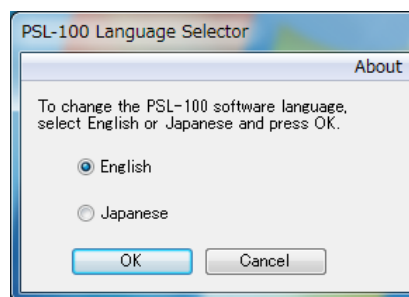 PSL-100 Language Selector
About
To change the PSL-100 software language,
select English or Japanese and press OK.
English
Japanese
OK Cancel